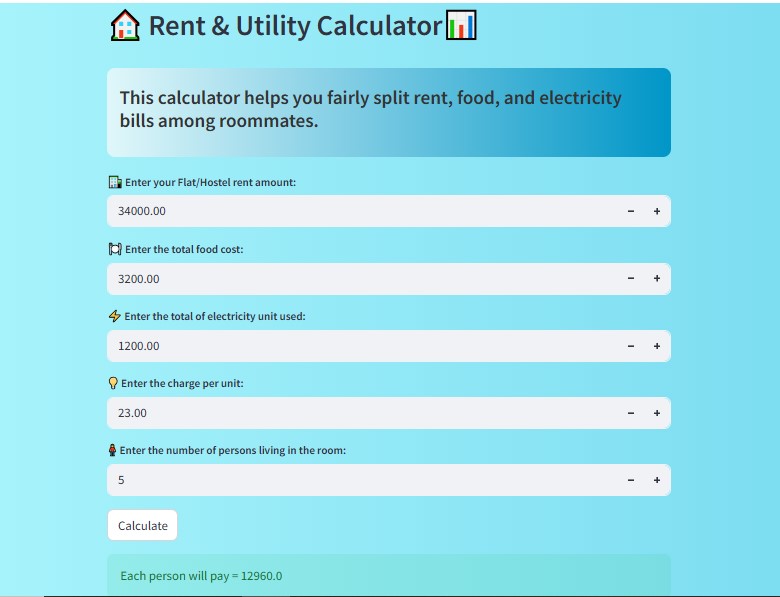 Rent & Utility Calculator
This calculator helps you fairly split rent, food, and electricity
bills among roommates.
Enter your Flat/Hostel rent amount:
34000.00
Enter the total food cost:
3200.00
Enter the total of electricity unit used:
1200.00
Enter the charge per unit:
23.00
Enter the number of persons living in the room:
5
Calculate
Each person will pay = 12960.0